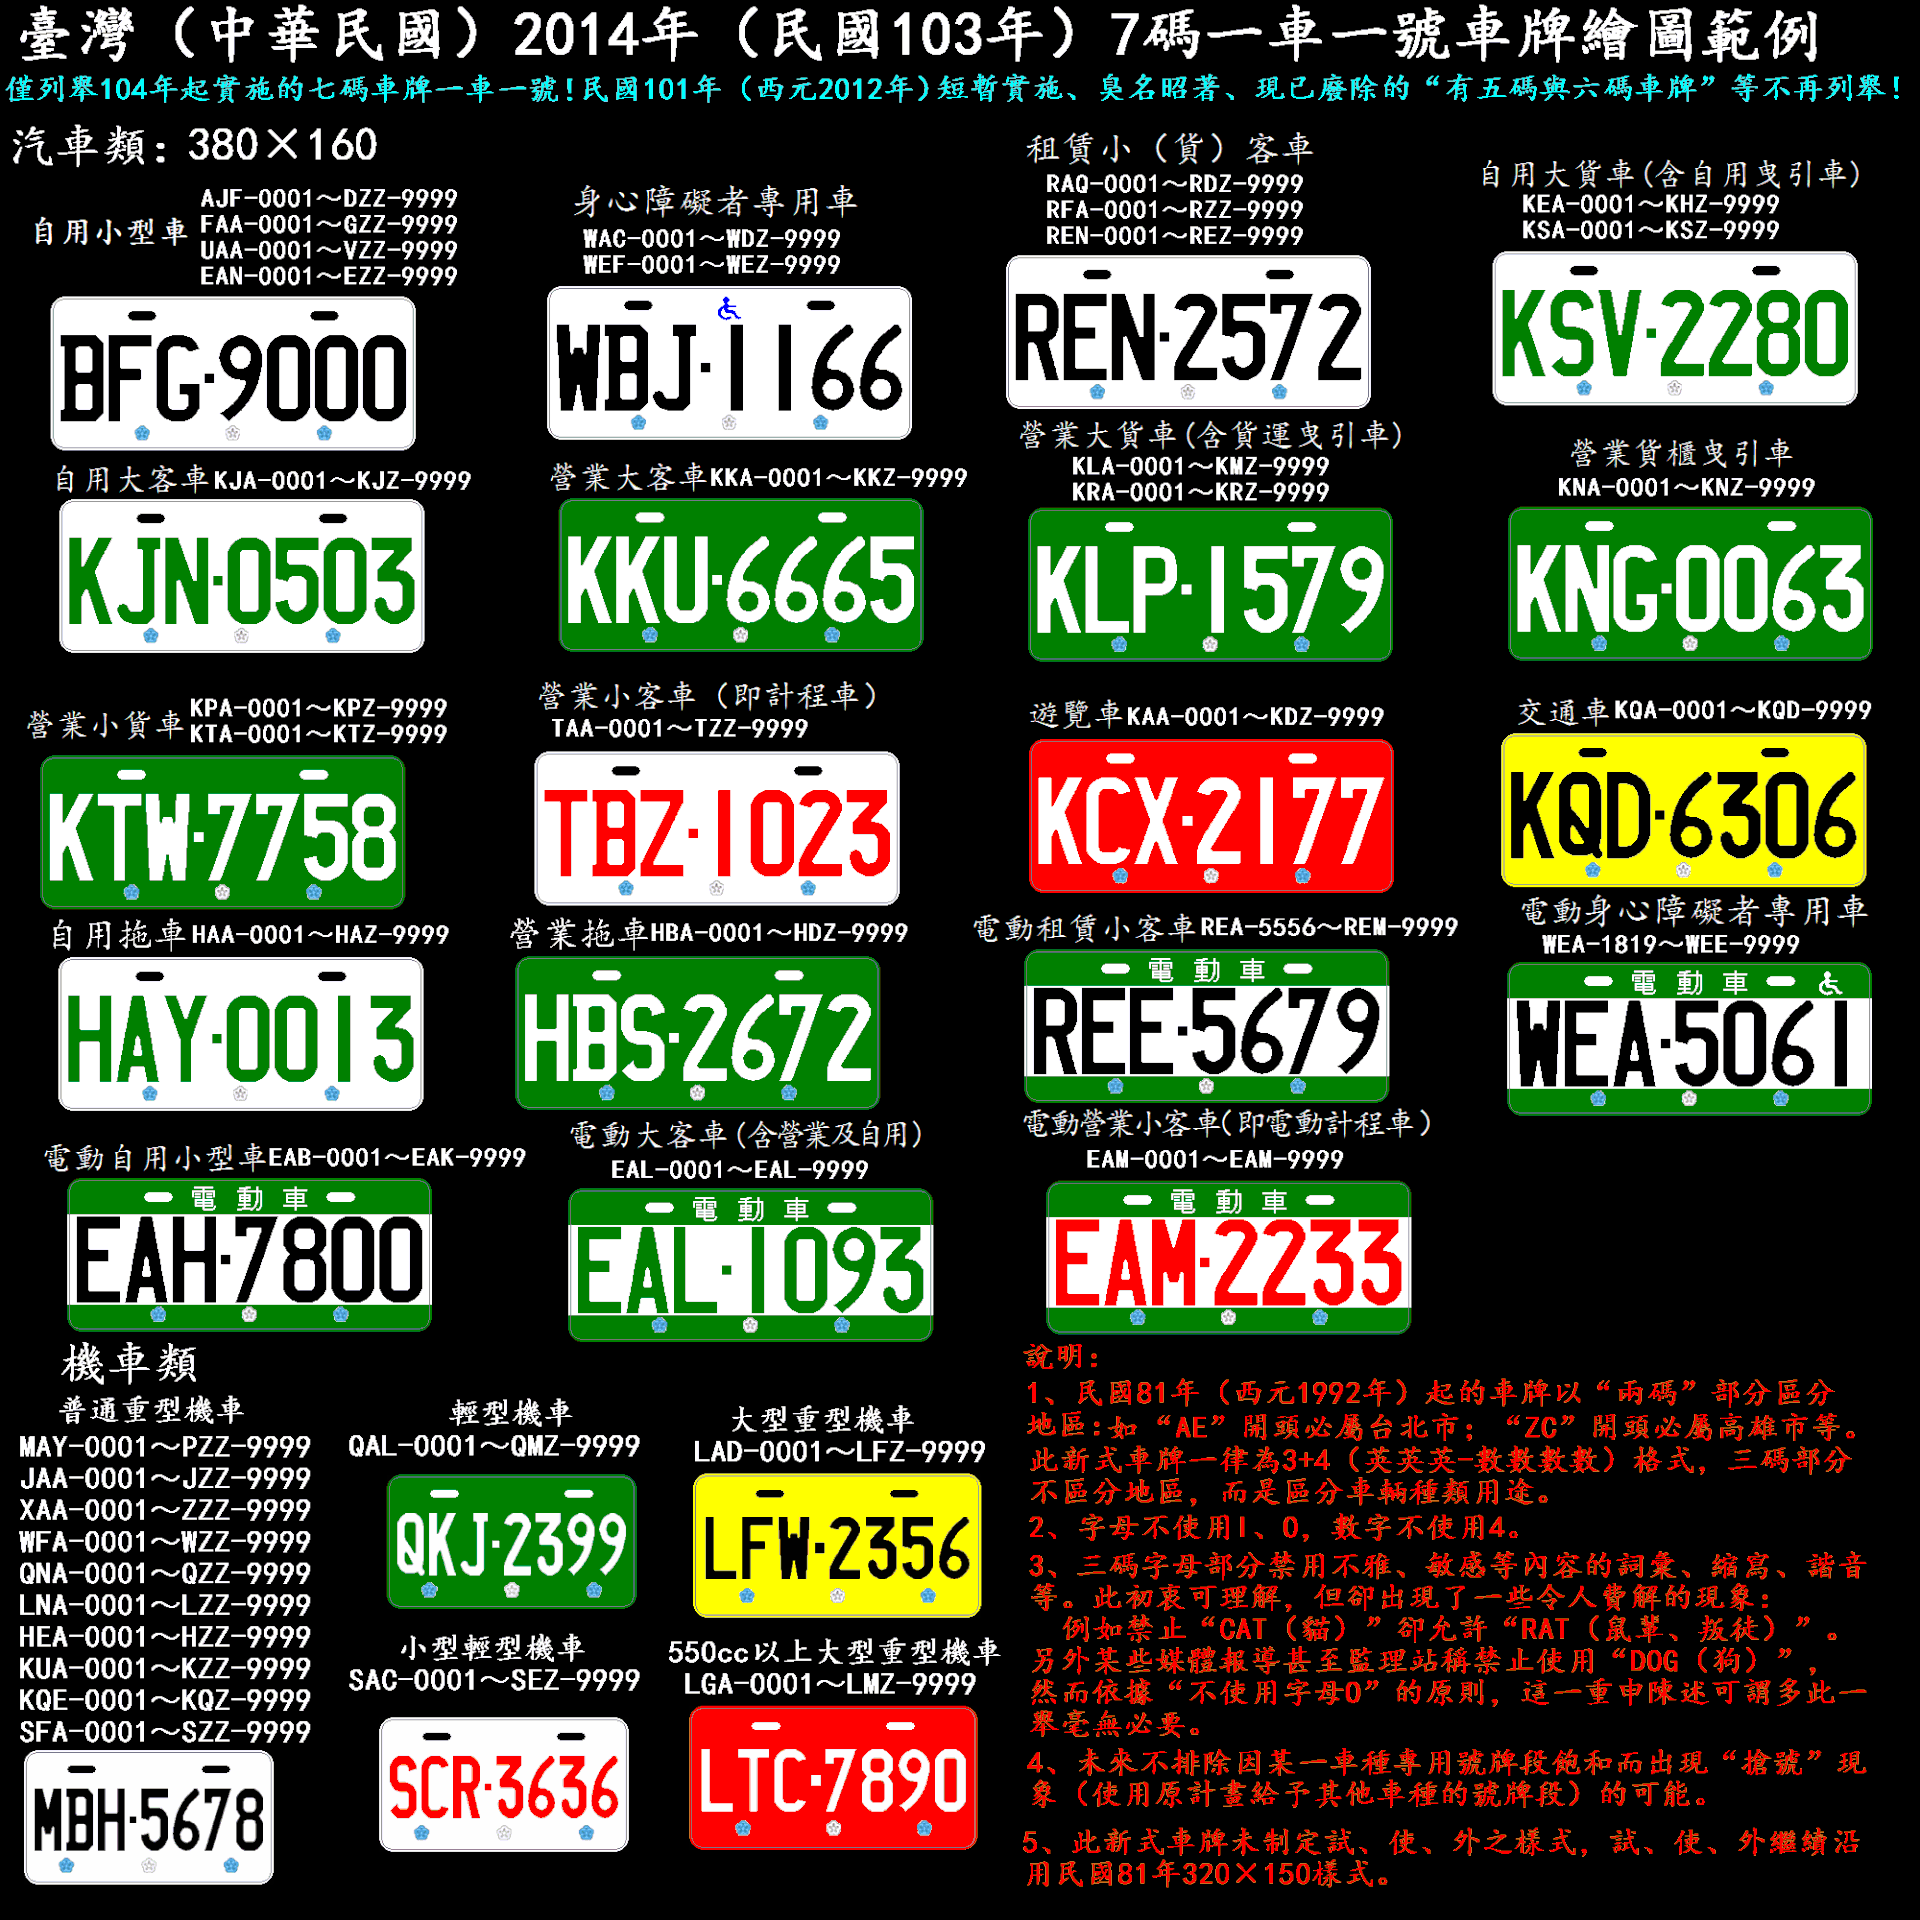 臺灣（中華民國）2014年（民國103年）7碼一車一號車牌繪圖範例
僅列舉104年起實施的七碼車牌一車一號!民國101年（西元2012年)短暫實施、臭名昭著、現已廢除的“有五碼與六碼車牌”等不再列舉!
汽車類: 380×160
自用小型車
AJF-0001～DZZ-9999
FAA-0001～GZZ-9999
UAA-0001～VZZ-9999
EAN-0001～EZZ-9999
BFG·9000
身心障礙者專用車
WAC-0001～WDZ-9999
WEF-0001～WEZ-9999
WBJ·1166
租賃小（貨）客車
RAQ-0001～RDZ-9999
RFA-0001～RZZ-9999
REN-0001～REZ-9999
REN·2572
自用大貨車(含自用曳引車)
KEA-0001～KHZ-9999
KSA-0001～KSZ-9999
KSV·2280
自用大客車KJA-0001～KJZ-9999
KJN·0503
營業大客車KKA-0001～KKZ-9999
KKU·6665
營業大貨車(含貨運曳引車)
KLA-0001～KMZ-9999
KRA-0001～KRZ-9999
KLP·1579
營業貨櫃曳引車
KNA-0001～KNZ-9999
KNG·0063
營業小貨車
KPA-0001～KPZ-9999
KTA-0001～KTZ-9999
KTW·7758
營業小客車（即計程車）
TAA-0001～TZZ-9999
TBZ·1023
遊覽車KAA-0001～KDZ-9999
KCX·2177
交通車KQA-0001～KQD-9999
KQD·6306
自用拖車HAA-0001～HAZ-9999
HAY·0013
營業拖車HBA-0001～HDZ-9999
HBS·2672
電動租賃小客車REA-5556～REM-9999
電動車
REE·5679
電動身心障礙者專用車
WEA-1819～WEE-9999
電動車
WEA·5061
電動自用小型車EAB-0001～EAK-9999
電動車
EAH·7800
電動大客車(含營業及自用)
EAL-0001～EAL-9999
電動車
EAL·1093
電動營業小客車(即電動計程車)
EAM-0001～EAM-9999
電動車
EAM·2233
機車類
普通重型機車
MAY-0001～PZZ-9999
JAA-0001～JZZ-9999
XAA-0001～ZZZ-9999
WFA-0001～WZZ-9999
QNA-0001～QZZ-9999
LNA-0001～LZZ-9999
HEA-0001～HZZ-9999
KUA-0001～KZZ-9999
KQE-0001～KQZ-9999
SFA-0001～SZZ-9999
MBH·5678
輕型機車
QAL-0001～QMZ-9999
QKJ·2399
小型輕型機車
SAC-0001～SEZ-9999
SCR·3636
大型重型機車
LAD-0001～LFZ-9999
LFW·2356
550cc以上大型重型機車
LGA-0001～LMZ-9999
LTC·7890
說明:
1、民國81年（西元1992年）起的車牌以“兩碼”部分區分
地區:如“AE”開頭必屬台北市; “ZC”開頭必屬高雄市等。
此新式車牌一律為3+4（英英英-數數數數）格式, 三碼部分
不區分地區, 而是區分車輛種類用途。
2、字母不使用I、O, 數字不使用4。
3、三碼字母部分禁用不雅、敏感等內容的詞彙、縮寫、諧音
等。此初衷可理解, 但卻出現了一些令人費解的現象:
例如禁止“CAT（貓）”卻允許“RAT（鼠輩、叛徒）”。
另外某些媒體報導甚至監理站稱禁止使用“DOG（狗）”,
然而依據“不使用字母O”的原則, 這一重申陳述可謂多此一
舉毫無必要。
4、未來不排除因某一車種專用號牌段飽和而出現“搶號”現
象（使用原計畫給予其他車種的號牌段）的可能。
5、此新式車牌未制定試、使、外之樣式, 試、使、外繼續沿
用民國81年320×150樣式。